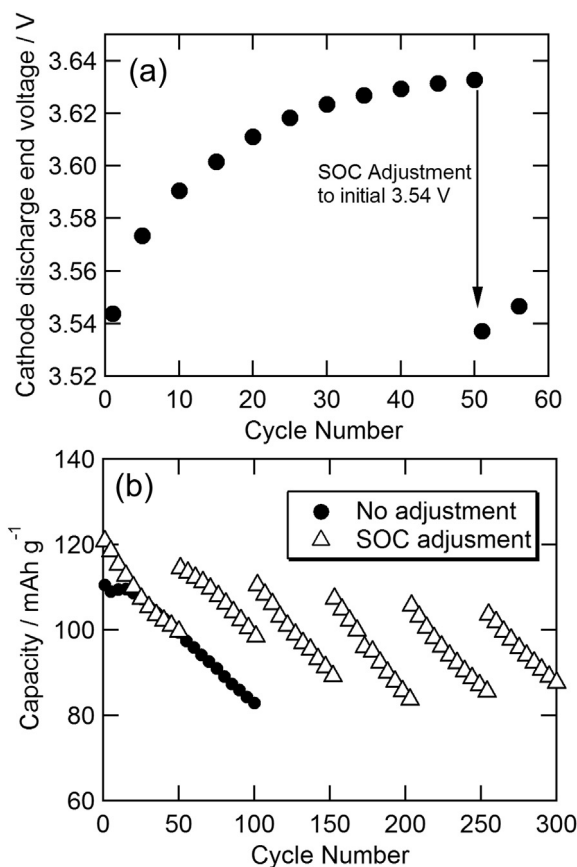 (a)
Cathode discharge end voltage / V
3.64
3.62
3.60
3.58
3.56
3.54
3.52
SOC Adjustment
to initial 3.54 V
0 10 20 30 40 50 60
Cycle Number
(b)
Capacity / mAh g-1
140
120
100
80
60
No adjustment
SOC adjusment
0 50 100 150 200 250 300
Cycle Number